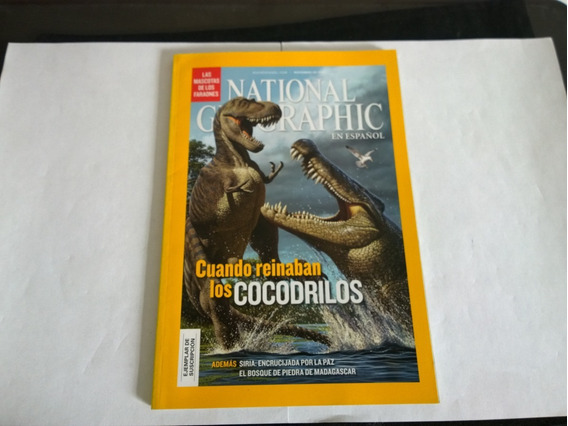 LAS
MASCOTAS
DE LOS
FARAONES
NATIONAL
GEOGRAPHIC
EN ESPAÑOL
Cuando reinaban
los COCODRILOS
EJEMPLAR DE
SUSCRIPCIÓN
ADEMÁS SIRIA: ENCRUCIJADA POR LA PAZ
EL BOSQUE DE PIEDRA DE MADAGASCAR